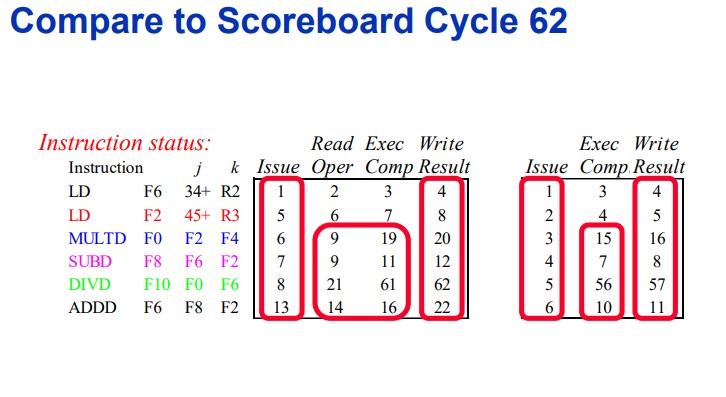 Compare to Scoreboard Cycle 62
Instruction status: Read Exec Write Exec Write
Instruction j k Issue Oper Comp Result Issue Comp Result
LD F6 34+ R2 1 2 3 4 1 3 4
LD F2 45+ R3 5 6 7 8 2 4 5
MULTD F0 F2 F4 6 9 19 20 3 15 16
SUBD F8 F6 F2 7 9 11 12 4 7 8
DIVD F10 F0 F6 8 21 61 62 5 56 57
ADDD F6 F8 F2 13 14 16 22 6 10 11